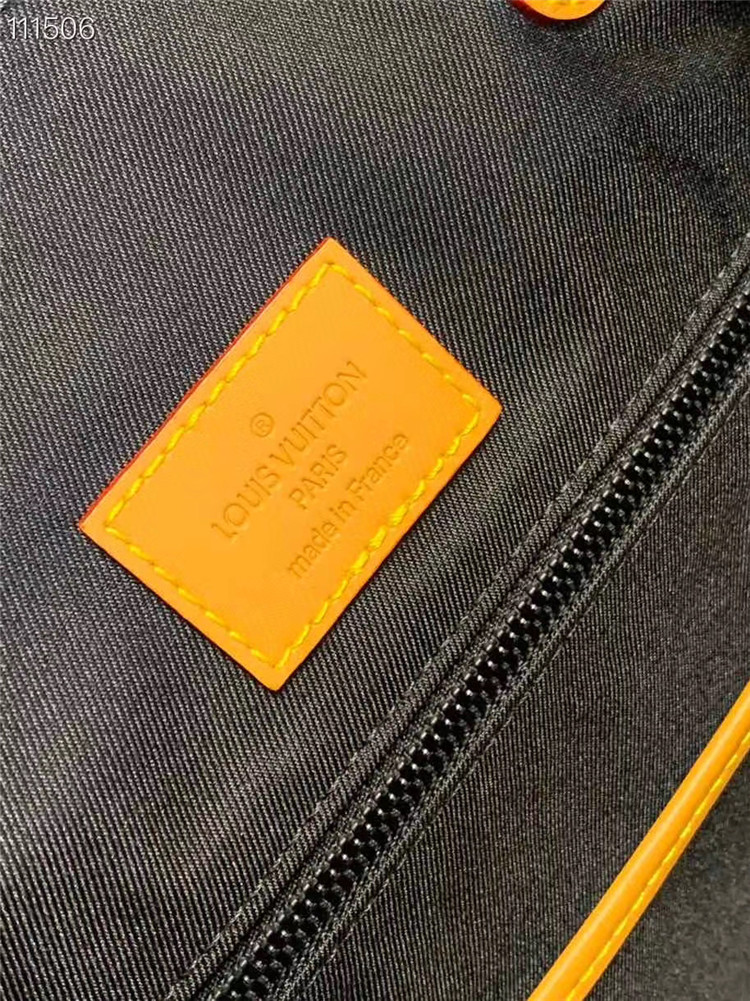 111506
®
LOUIS VUITTON
PARIS
made in France